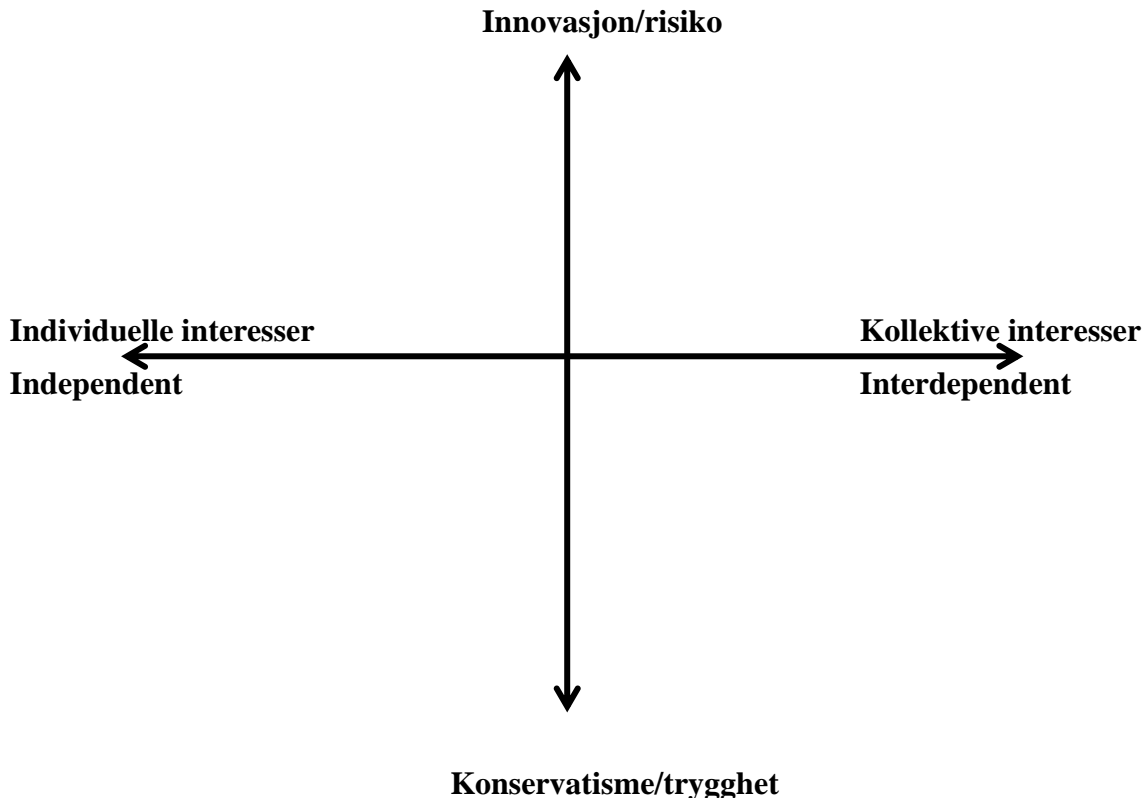 Innovasjon/risiko
Individuelle interesser
Kollektive interesser
Independent
Interdependent
Konservatisme/trygghet